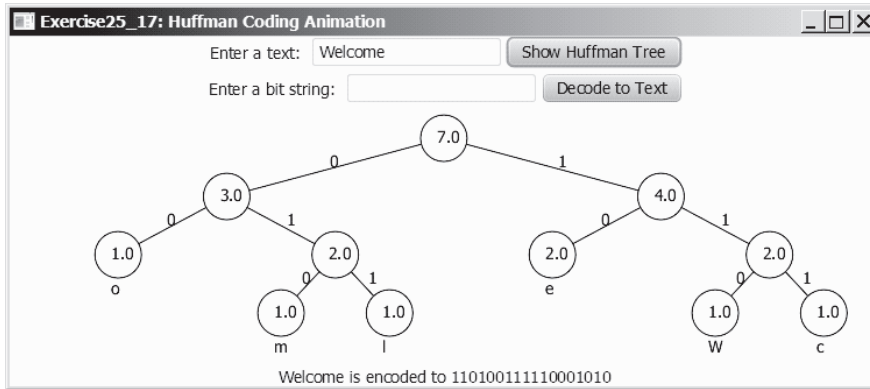 Exercise25_17: Huffman Coding Animation
Enter a text: Welcome Show Huffman Tree
Enter a bit string: Decode to Text
7.0
0 1
3.0 4.0
0 1 0 1
1.0 2.0 2.0 2.0
o 0 1 e 0 1
1.0 1.0 1.0 1.0
m l W c
Welcome is encoded to 110100111110001010